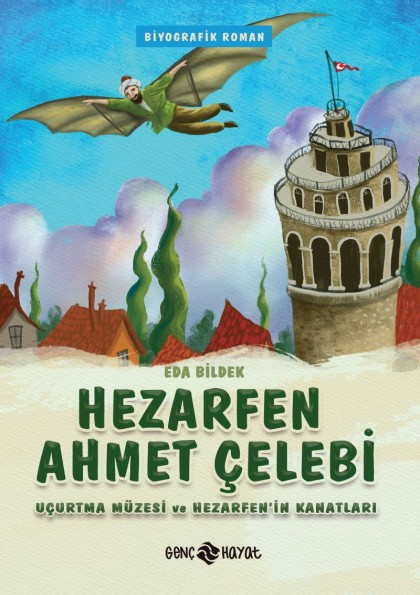 BİYOGRAFİK ROMAN
EDA BİLDEK
HEZARFEN
AHMET ÇELEBİ
UÇURTMA MÜZESİ ve HEZARFEN'İN KANATLARI
GENÇ HAYAT